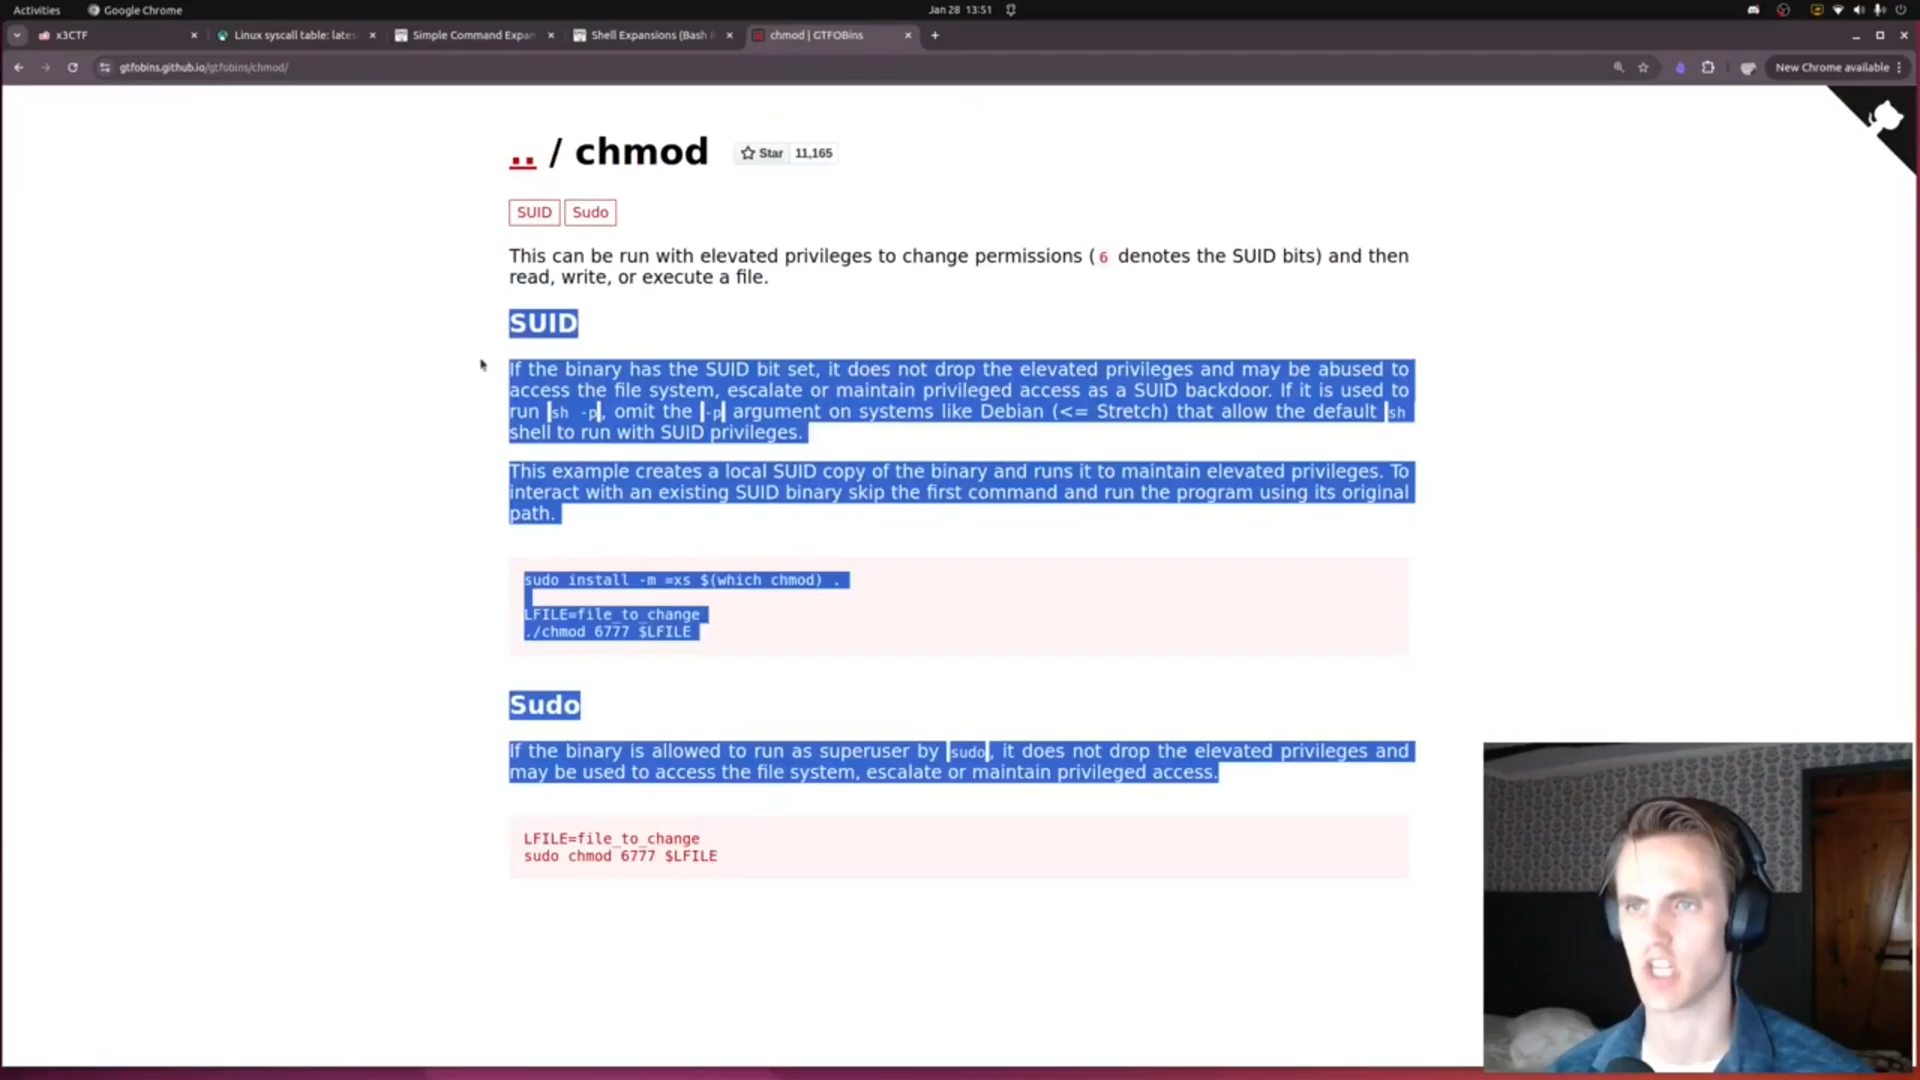 Activities
Google Chrome
Jan 28 13:51
x3CTF
Linux syscall table: lates
Simple Command Expan
Shell Expansions (Bash
chmod | GTFOBins
gtfobins.github.io/gtfobins/chmod/
New Chrome available
.. / chmod
Star 11,165
SUID Sudo
This can be run with elevated privileges to change permissions ( 6 denotes the SUID bits) and then
read, write, or execute a file.
SUID
If the binary has the SUID bit set, it does not drop the elevated privileges and may be abused to
access the file system, escalate or maintain privileged access as a SUID backdoor. If it is used to
run sh -p, omit the -p argument on systems like Debian (<= Stretch) that allow the default sh
shell to run with SUID privileges.
This example creates a local SUID copy of the binary and runs it to maintain elevated privileges. To
interact with an existing SUID binary skip the first command and run the program using its original
path.
sudo install -m =xs $(which chmod) .
LFILE=file_to_change
./chmod 6777 $LFILE
Sudo
If the binary is allowed to run as superuser by sudo, it does not drop the elevated privileges and
may be used to access the file system, escalate or maintain privileged access.
LFILE=file_to_change
sudo chmod 6777 $LFILE